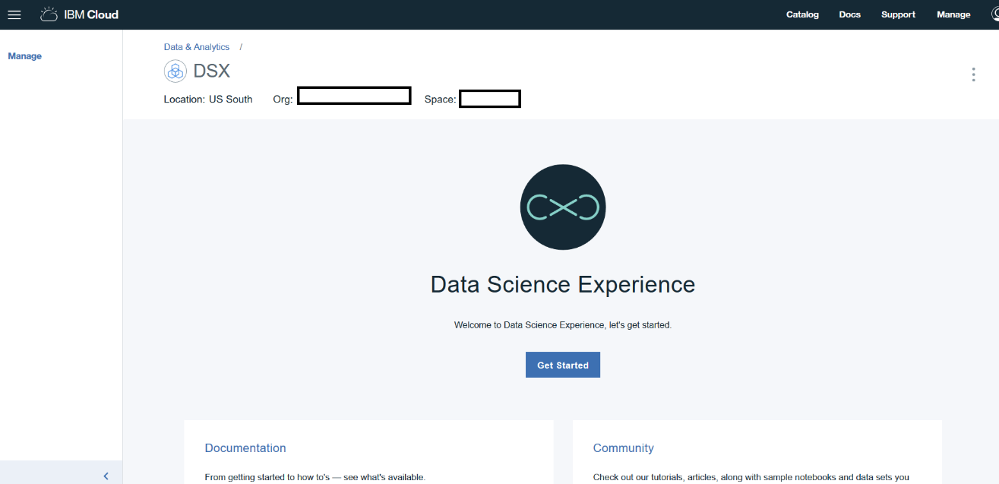 IBM Cloud
Catalog Docs Support Manage
Manage
Data & Analytics /
DSX
Location: US South Org: Space:
Data Science Experience
Welcome to Data Science Experience, let's get started.
Get Started
Documentation
From getting started to how to's — see what's available.
Community
Check out our tutorials, articles, along with sample notebooks and data sets you